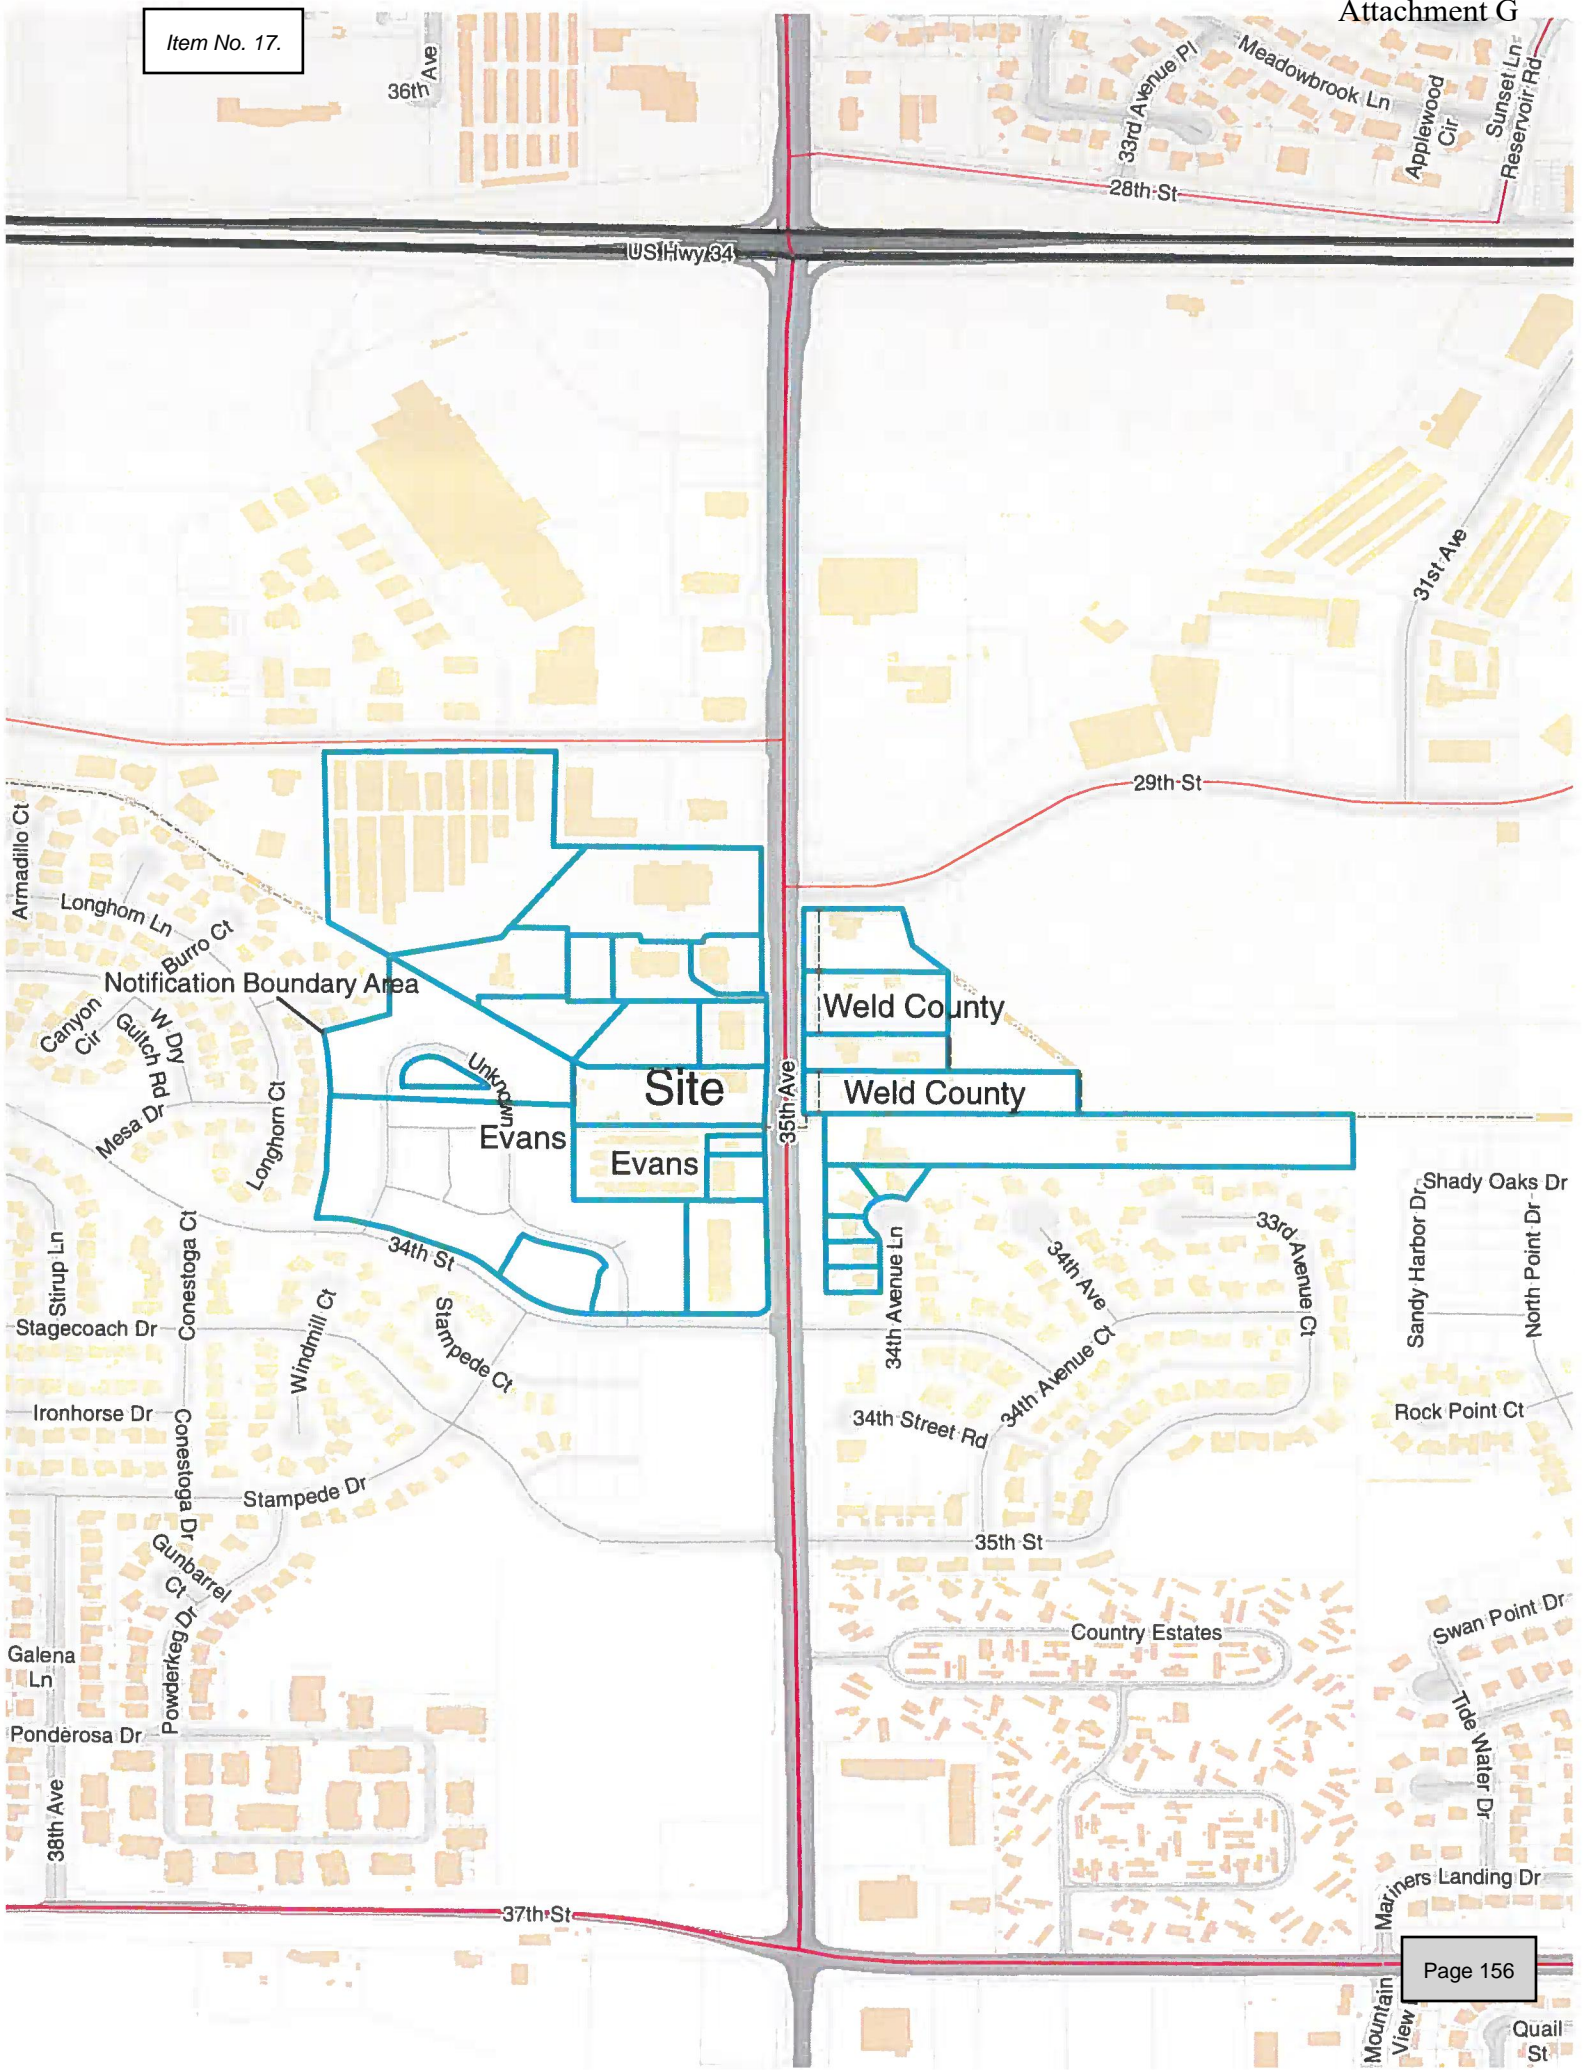 Attachment G
Item No. 17.
36th Ave
33rd Avenue Pl
Meadowbrook Ln
Applewood
Cir
Sunset Ln
Reservoir Rd
28th St
US Hwy 34
31st Ave
29th St
Armadillo Ct
Longhorn Ln
Burro Ct
Notification Boundary Area
Canyon
Cir
W Dry
Gultch Rd
Mesa Dr
Longhorn Ct
Unknown
Site
35th Ave
Weld County
Weld County
Evans
Evans
Shady Oaks Dr
Sandy Harbor Dr
North Point Dr
33rd Avenue Ct
34th Ave
34th Avenue Ln
34th Avenue Ct
34th St
Stirup Ln
Conestoga Ct
Windmill Ct
Stampede Ct
Stagecoach Dr
Ironhorse Dr
Conestoga Dr
34th Street Rd
Rock Point Ct
Stampede Dr
35th St
Gunbarrel
Ct
Powderkeg Dr
Galena
Ln
Ponderosa Dr
38th Ave
Country Estates
Swan Point Dr
Tide Water Dr
Mariners Landing Dr
37th St
Page 156
Mountain
View
Quail
St